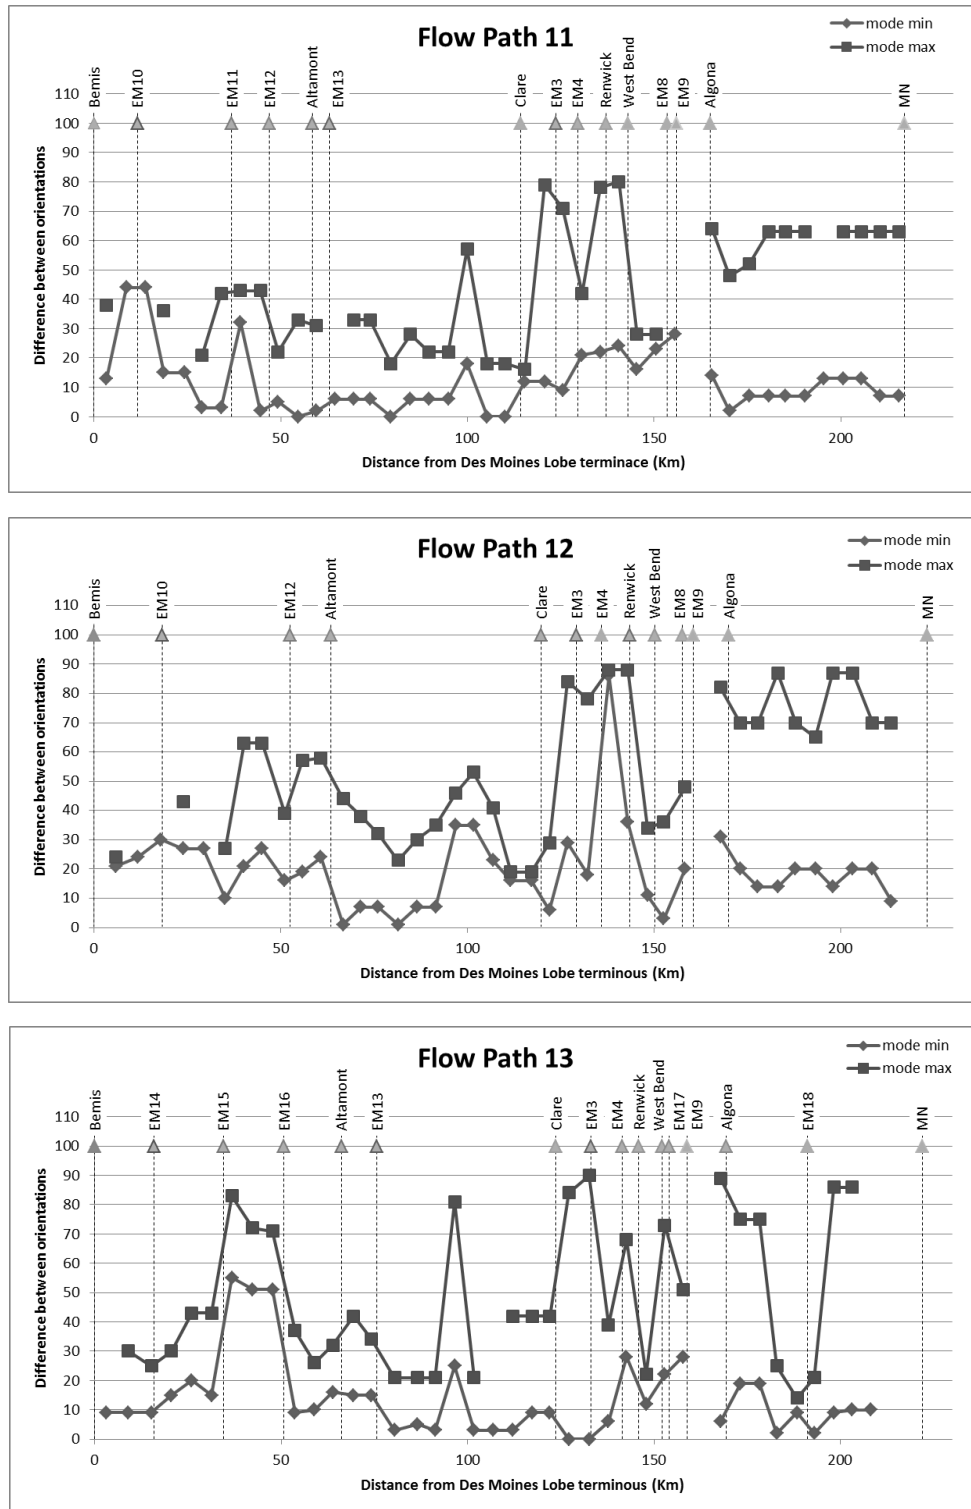 Flow Path 11
mode min
mode max
Bemis
EM10
EM11
EM12
Altamont
EM13
Clare
EM3
EM4
Renwick
West Bend
EM8
EM9
Algona
MN
Difference between orientations
110
100
90
80
70
60
50
40
30
20
10
0
0 50 100 150 200
Distance from Des Moines Lobe terminace (Km)
Flow Path 12
mode min
mode max
Bemis
EM10
EM12
Altamont
Clare
EM3
EM4
Renwick
West Bend
EM8
EM9
Algona
MN
Difference between orientations
110
100
90
80
70
60
50
40
30
20
10
0
0 50 100 150 200
Distance from Des Moines Lobe terminous (Km)
Flow Path 13
mode min
mode max
Bemis
EM14
EM15
EM16
Altamont
EM13
Clare
EM3
EM4
Renwick
West Bend
EM17
EM9
Algona
EM18
MN
Difference between orientations
110
100
90
80
70
60
50
40
30
20
10
0
0 50 100 150 200
Distance from Des Moines Lobe terminous (Km)